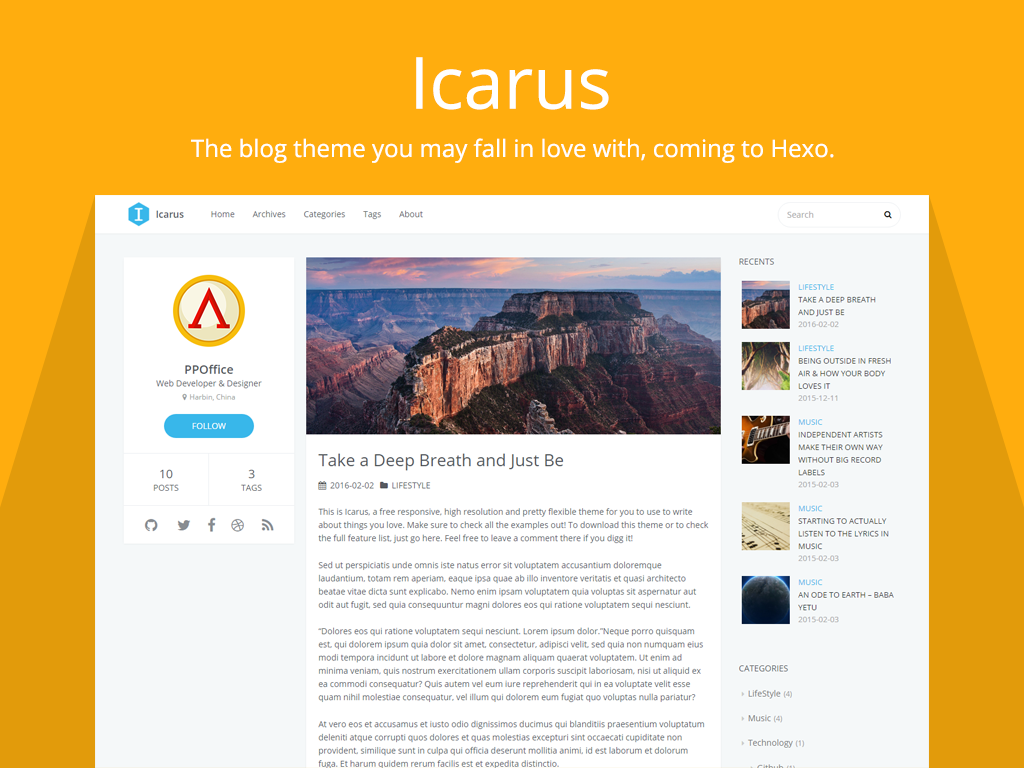 Icarus
The blog theme you may fall in love with, coming to Hexo.
I Icarus Home Archives Categories Tags About Search
PPOffice
Web Developer & Designer
Harbin, China
FOLLOW
10 3
POSTS TAGS
Take a Deep Breath and Just Be
2016-02-02 LIFESTYLE
This is Icarus, a free responsive, high resolution and pretty flexible theme for you to use to write
about things you love. Make sure to check all the examples out! To download this theme or to check
the full feature list, just go here. Feel free to leave a comment there if you digg it!
Sed ut perspiciatis unde omnis iste natus error sit voluptatem accusantium doloremque
laudantium, totam rem aperiam, eaque ipsa quae ab illo inventore veritatis et quasi architecto
beatae vitae dicta sunt explicabo. Nemo enim ipsam voluptatem quia voluptas sit aspernatur aut
odit aut fugit, sed quia consequuntur magni dolores eos qui ratione voluptatem sequi nesciunt.
"Dolores eos qui ratione voluptatem sequi nesciunt. Lorem ipsum dolor."Neque porro quisquam
est, qui dolorem ipsum quia dolor sit amet, consectetur, adipisci velit, sed quia non numquam eius
modi tempora incidunt ut labore et dolore magnam aliquam quaerat voluptatem. Ut enim ad
minima veniam, quis nostrum exercitationem ullam corporis suscipit laboriosam, nisi ut aliquid ex
ea commodi consequatur? Quis autem vel eum iure reprehenderit qui in ea voluptate velit esse
quam nihil molestiae consequatur, vel illum qui dolorem eum fugiat quo voluptas nulla pariatur?
At vero eos et accusamus et iusto odio dignissimos ducimus qui blanditiis praesentium voluptatum
deleniti atque corrupti quos dolores et quas molestias excepturi sint occaecati cupiditate non
provident, similique sunt in culpa qui officia deserunt mollitia animi, id est laborum et dolorum
fuga. Et harum quidem rerum facilis est et expedita distinctio.
RECENTS
LIFESTYLE
TAKE A DEEP BREATH
AND JUST BE
2016-02-02
LIFESTYLE
BEING OUTSIDE IN FRESH
AIR & HOW YOUR BODY
LOVES IT
2015-12-11
MUSIC
INDEPENDENT ARTISTS
MAKE THEIR OWN WAY
WITHOUT BIG RECORD
LABELS
2015-02-03
MUSIC
STARTING TO ACTUALLY
LISTEN TO THE LYRICS IN
MUSIC
2015-02-03
MUSIC
AN ODE TO EARTH – BABA
YETU
2015-02-03
CATEGORIES
› LifeStyle (4)
› Music (4)
› Technology (1)
› Github (1)